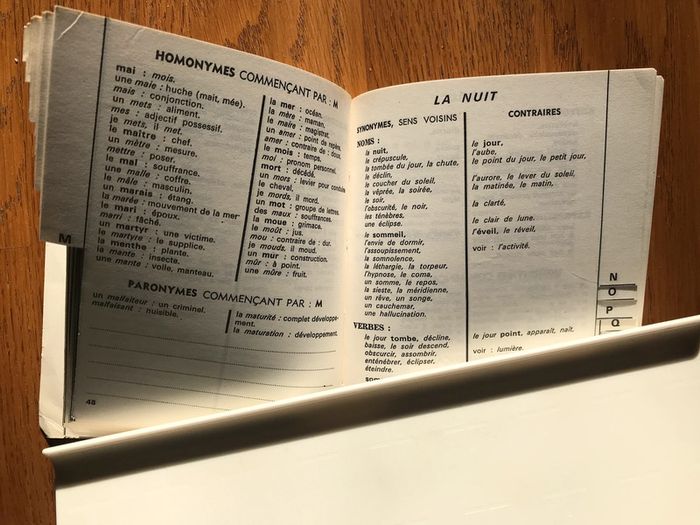 HOMONYMES COMMENÇANT PAR : M
mai : mois.
une maie : huche (mait, mée).
mais : conjonction.
un mets : aliment.
mes : adjectif possessif.
je mets, il met.
le maître : chef.
un mètre : mesure.
mettre : poser.
le mal : souffrance.
une malle : coffre.
le mâle : masculin.
un marais : étang.
la marée : mouvement de la mer
le mari : époux.
marri : fâché.
un martyr : une victime.
le martyre : le supplice.
la menthe : plante.
la mante : insecte.
une mante : voile, manteau.
la mer : océan.
la mère : maman.
le maire : magistrat.
un amer : point de repère.
amer : contraire de : doux.
le mois : temps.
moi : pronom personnel.
mort : décédé.
un mors : levier pour conduire
le cheval,
je mords, il mord.
un mot : groupe de lettres.
des maux : souffrances.
la moue : grimace.
le moût : jus.
mou : contraire de : dur.
je mouds, il moud.
un mur : construction.
mûr : à point.
une mûre : fruit.
PARONYMES COMMENÇANT PAR : M
un malfaiteur : un criminel.
malfaisant : nuisible.
la maturité : complet développe-
ment.
la maturation : développement.
48
M
LA NUIT
SYNONYMES, SENS VOISINS
NOMS :
la nuit,
le crépuscule,
la tombée du jour, la chute,
le déclin,
le coucher du soleil,
la vêprée, la soirée,
le soir,
l'obscurité, le noir,
les ténèbres,
une éclipse.
le sommeil,
l'envie de dormir,
l'assoupissement,
la somnolence,
la léthargie, la torpeur,
l'hypnose, le coma,
un somme, le repos,
la sieste, la méridienne,
un rêve, un songe,
un cauchemar,
une hallucination.
VERBES :
le jour tombe, décline,
baisse, le soir descend,
obscurcir, assombrir,
enténébrer, éclipser,
éteindre.
CONTRAIRES
le jour,
l'aube,
le point du jour, le petit jour,
l'aurore, le lever du soleil,
la matinée, le matin,
la clarté,
le clair de lune.
l'éveil, le réveil,
voir : l'activité.
le jour point, apparaît, naît,
voir : lumière.
N
O
P
Q